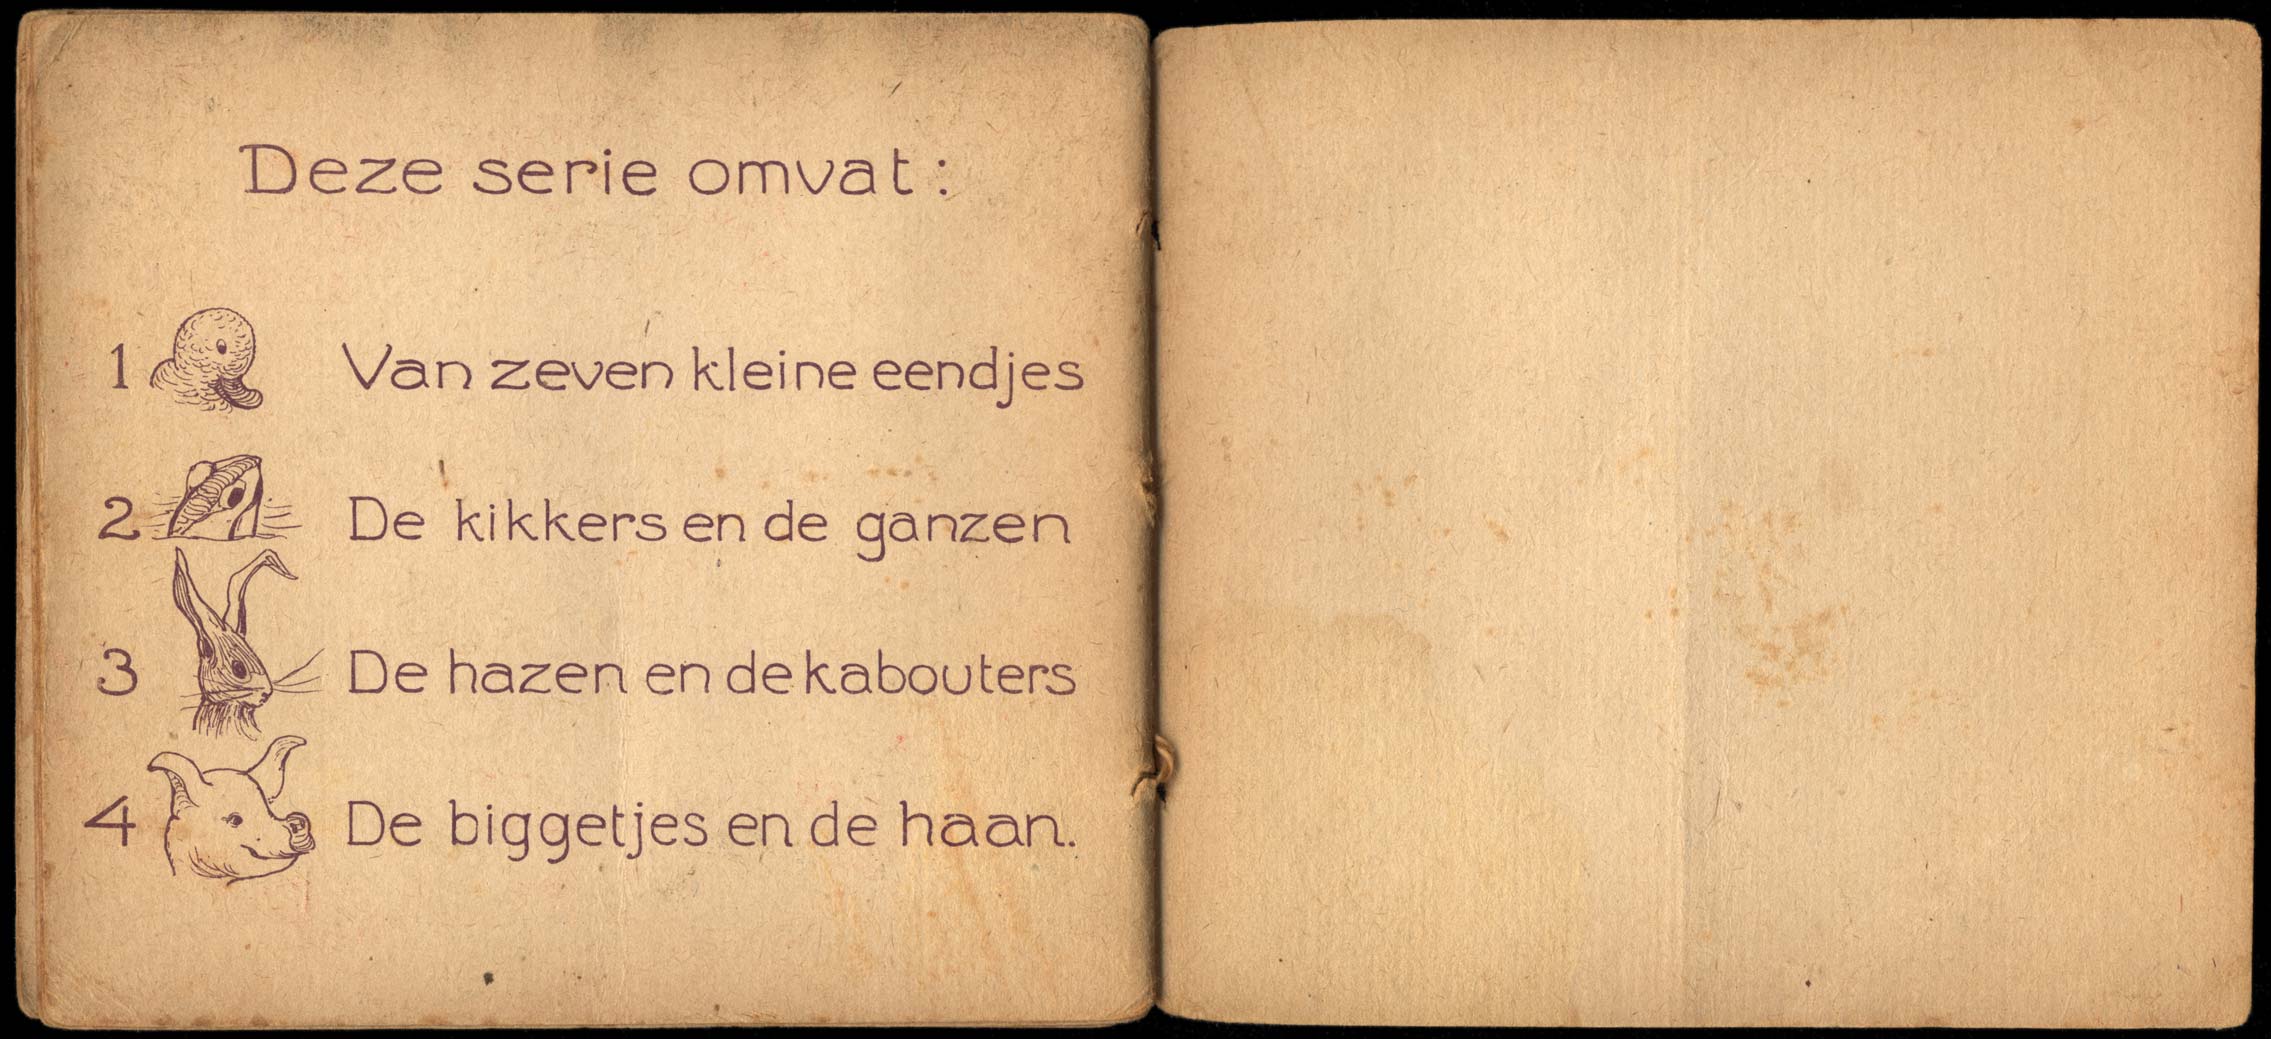 Deze serie omvat:
1 Van zeven kleine eendjes
2 De kikkers en de ganzen
3 De hazen en de kabouters
4 De biggetjes en de haan.